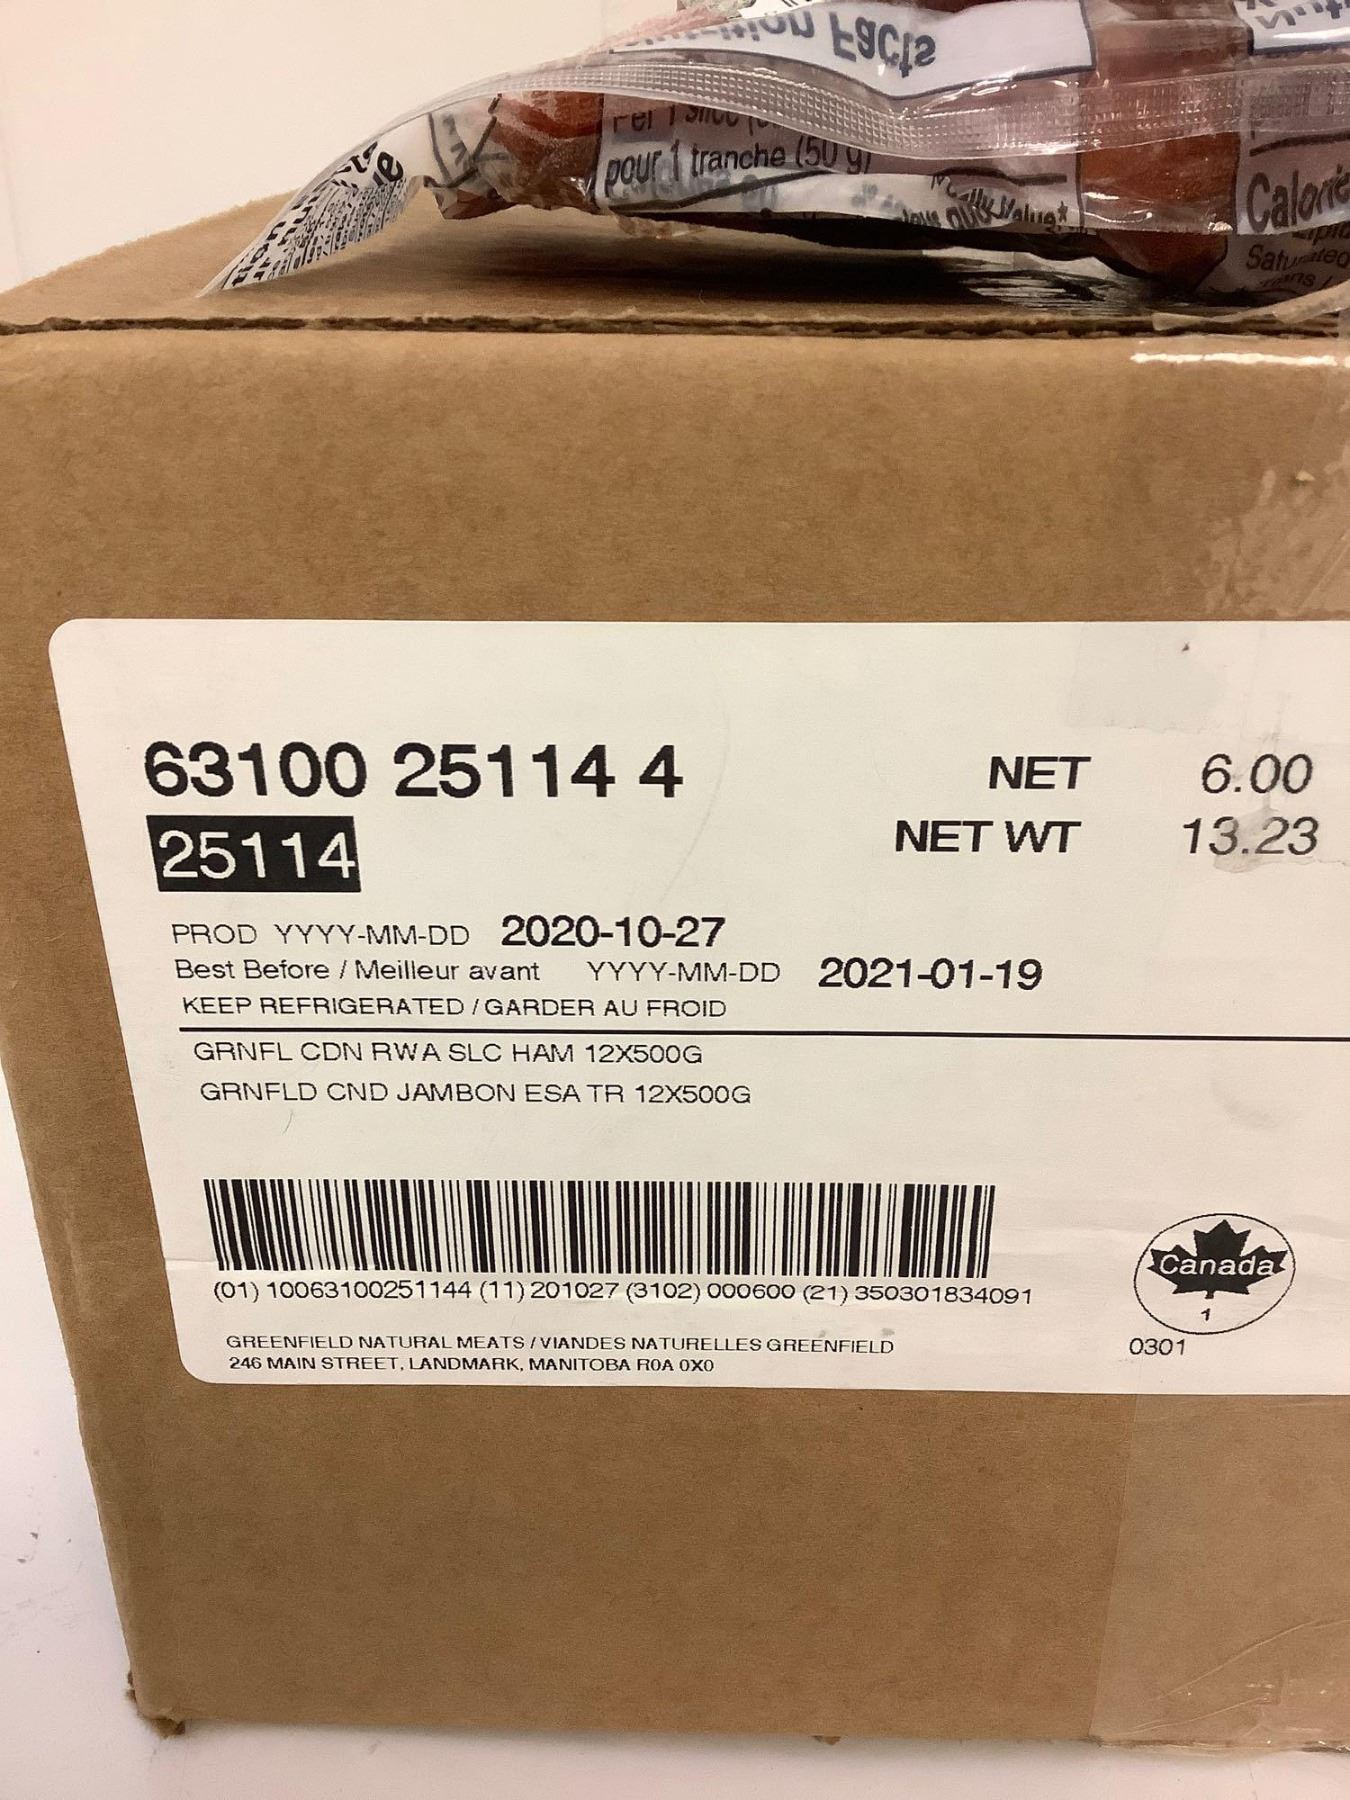 Nutrition Facts
pour 1 tranche (50 g)
Calorie
Saturated
63100 25114 4
NET 6.00
25114
NET WT 13.23
PROD YYYY-MM-DD 2020-10-27
Best Before / Meilleur avant YYYY-MM-DD 2021-01-19
KEEP REFRIGERATED / GARDER AU FROID
GRNFL CDN RWA SLC HAM 12X500G
GRNFLD CND JAMBON ESA TR 12X500G
(01) 10063100251144 (11) 201027 (3102) 000600 (21) 350301834091
Canada
1
0301
GREENFIELD NATURAL MEATS / VIANDES NATURELLES GREENFIELD
246 MAIN STREET, LANDMARK, MANITOBA R0A 0X0